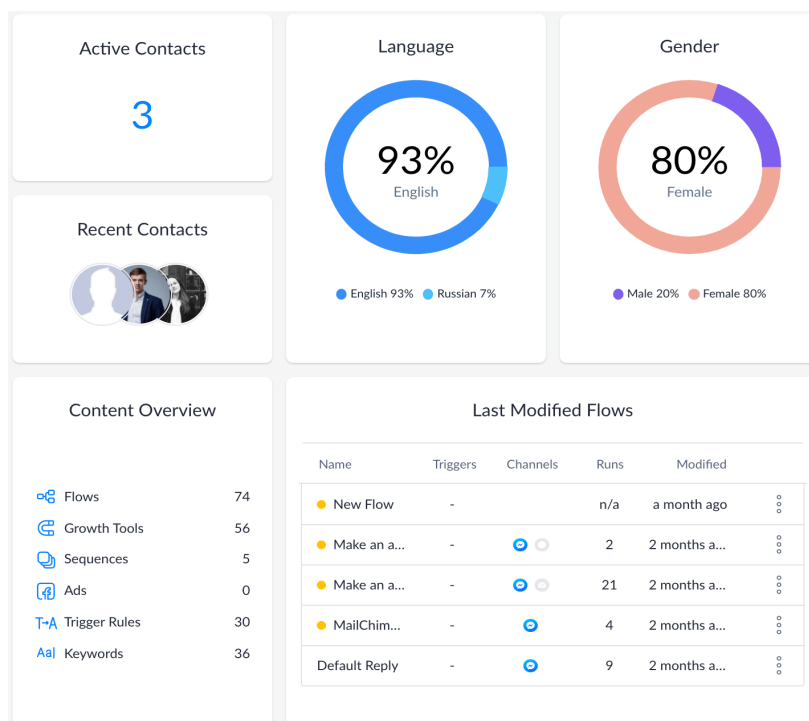 Active Contacts
3
Recent Contacts
Language
93%
English
English 93% Russian 7%
Gender
80%
Female
Male 20% Female 80%
Content Overview
Flows 74
Growth Tools 56
Sequences 5
Ads 0
T→A Trigger Rules 30
Aa| Keywords 36
Last Modified Flows
Name Triggers Channels Runs Modified
New Flow - n/a a month ago
Make an a... - 2 2 months a...
Make an a... - 21 2 months a...
MailChim... - 4 2 months a...
Default Reply - 9 2 months a...